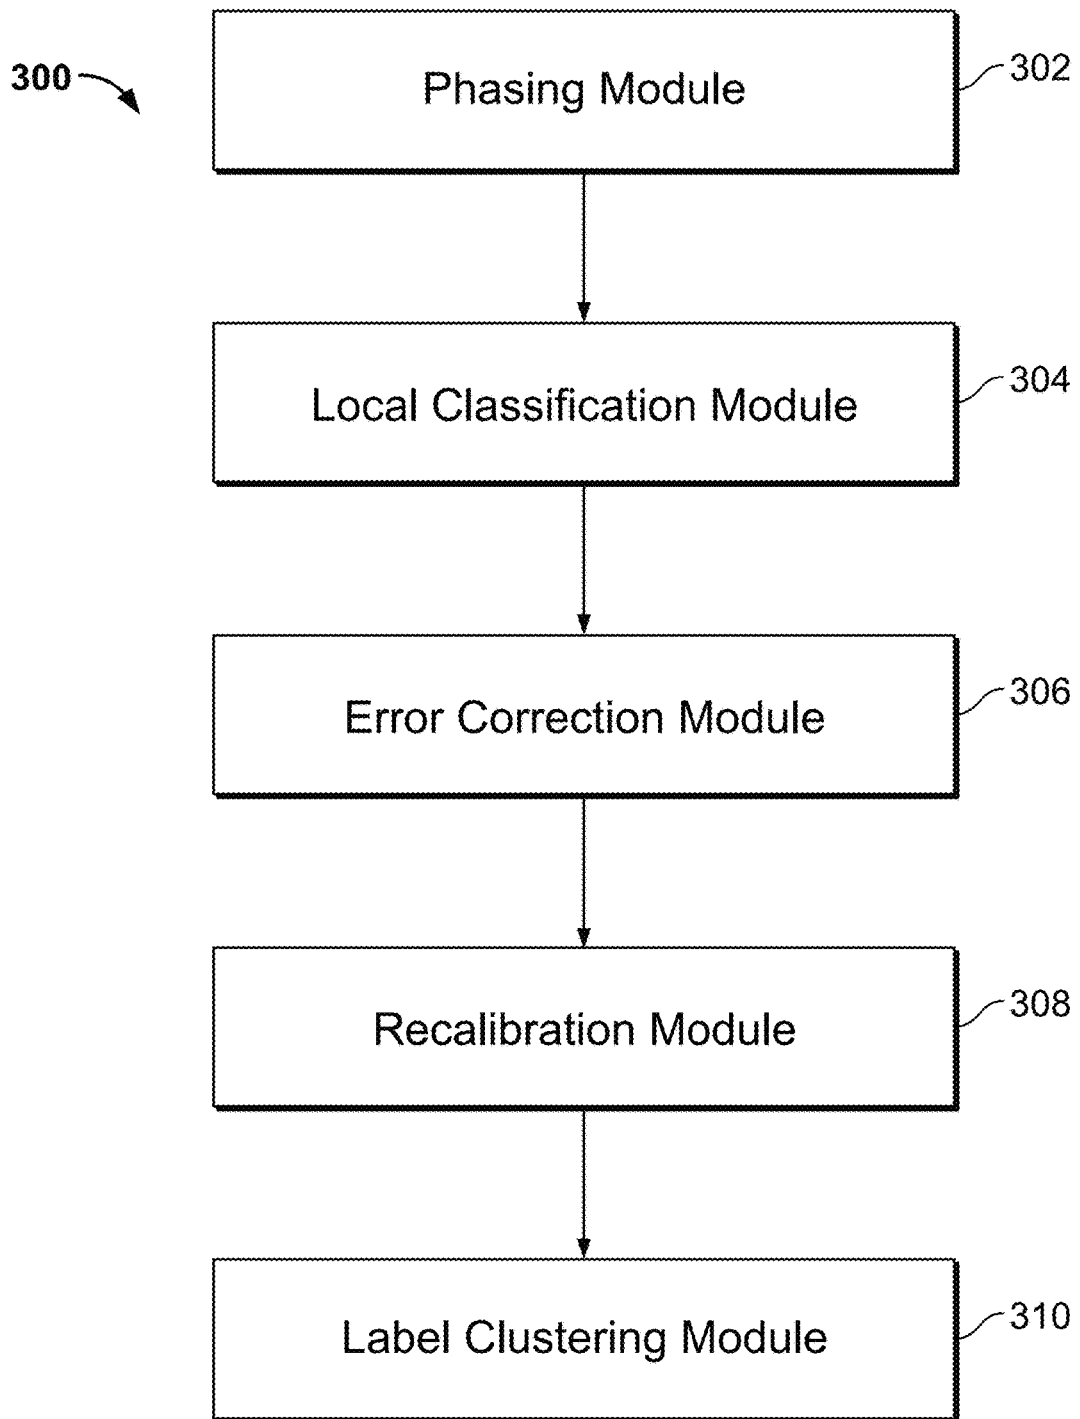 300
Phasing Module
302
Local Classification Module
304
Error Correction Module
306
Recalibration Module
308
Label Clustering Module
310